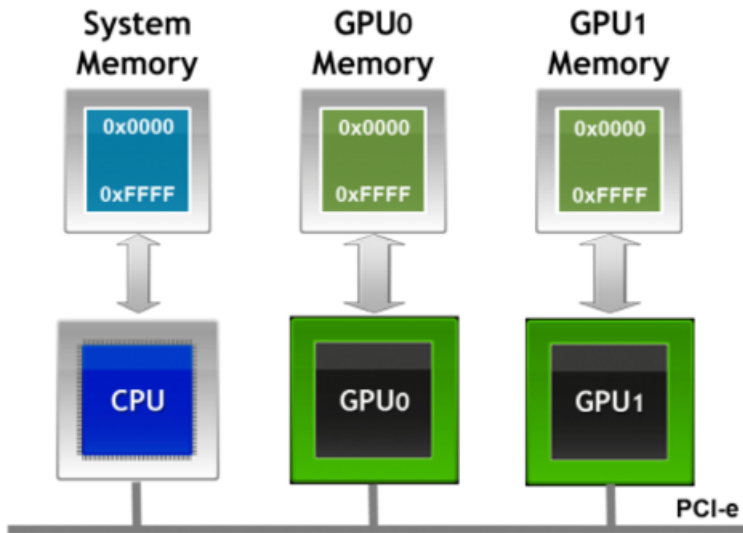 System
Memory
GPU0
Memory
GPU1
Memory
0x0000
0xFFFF
0x0000
0xFFFF
0x0000
0xFFFF
CPU
GPU0
GPU1
PCI-e